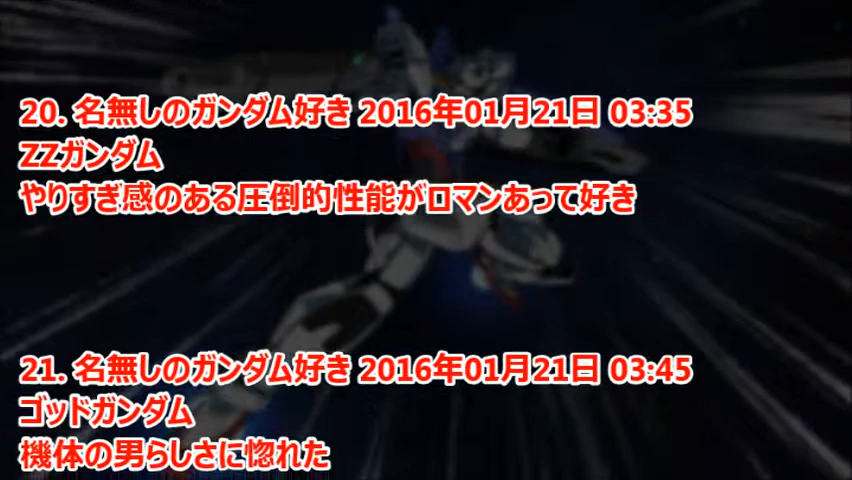 20. 名無しのガンダム好き 2016年01月21日 03:35
ZZガンダム
やりすぎ感のある圧倒的性能がロマンあって好き
21. 名無しのガンダム好き 2016年01月21日 03:45
ゴッドガンダム
機体の男らしさに惚れた